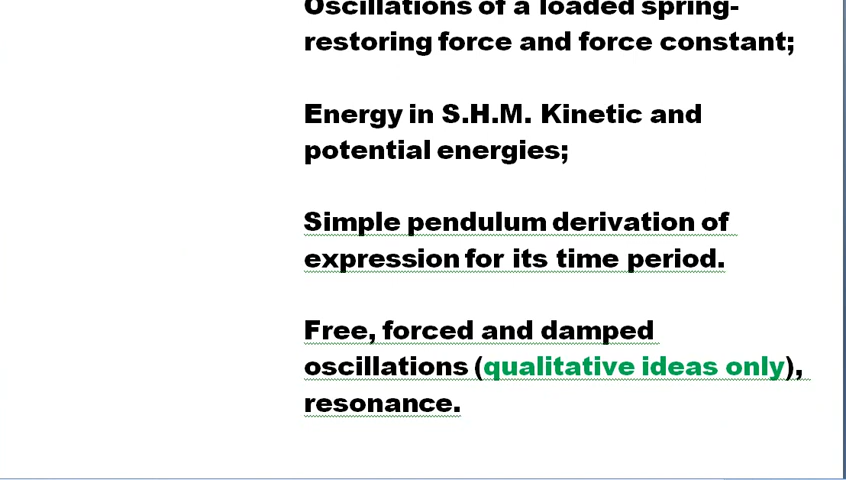 Oscillations of a loaded spring-
restoring force and force constant;
Energy in S.H.M. Kinetic and
potential energies;
Simple pendulum derivation of
expression for its time period.
Free, forced and damped
oscillations (qualitative ideas only),
resonance.